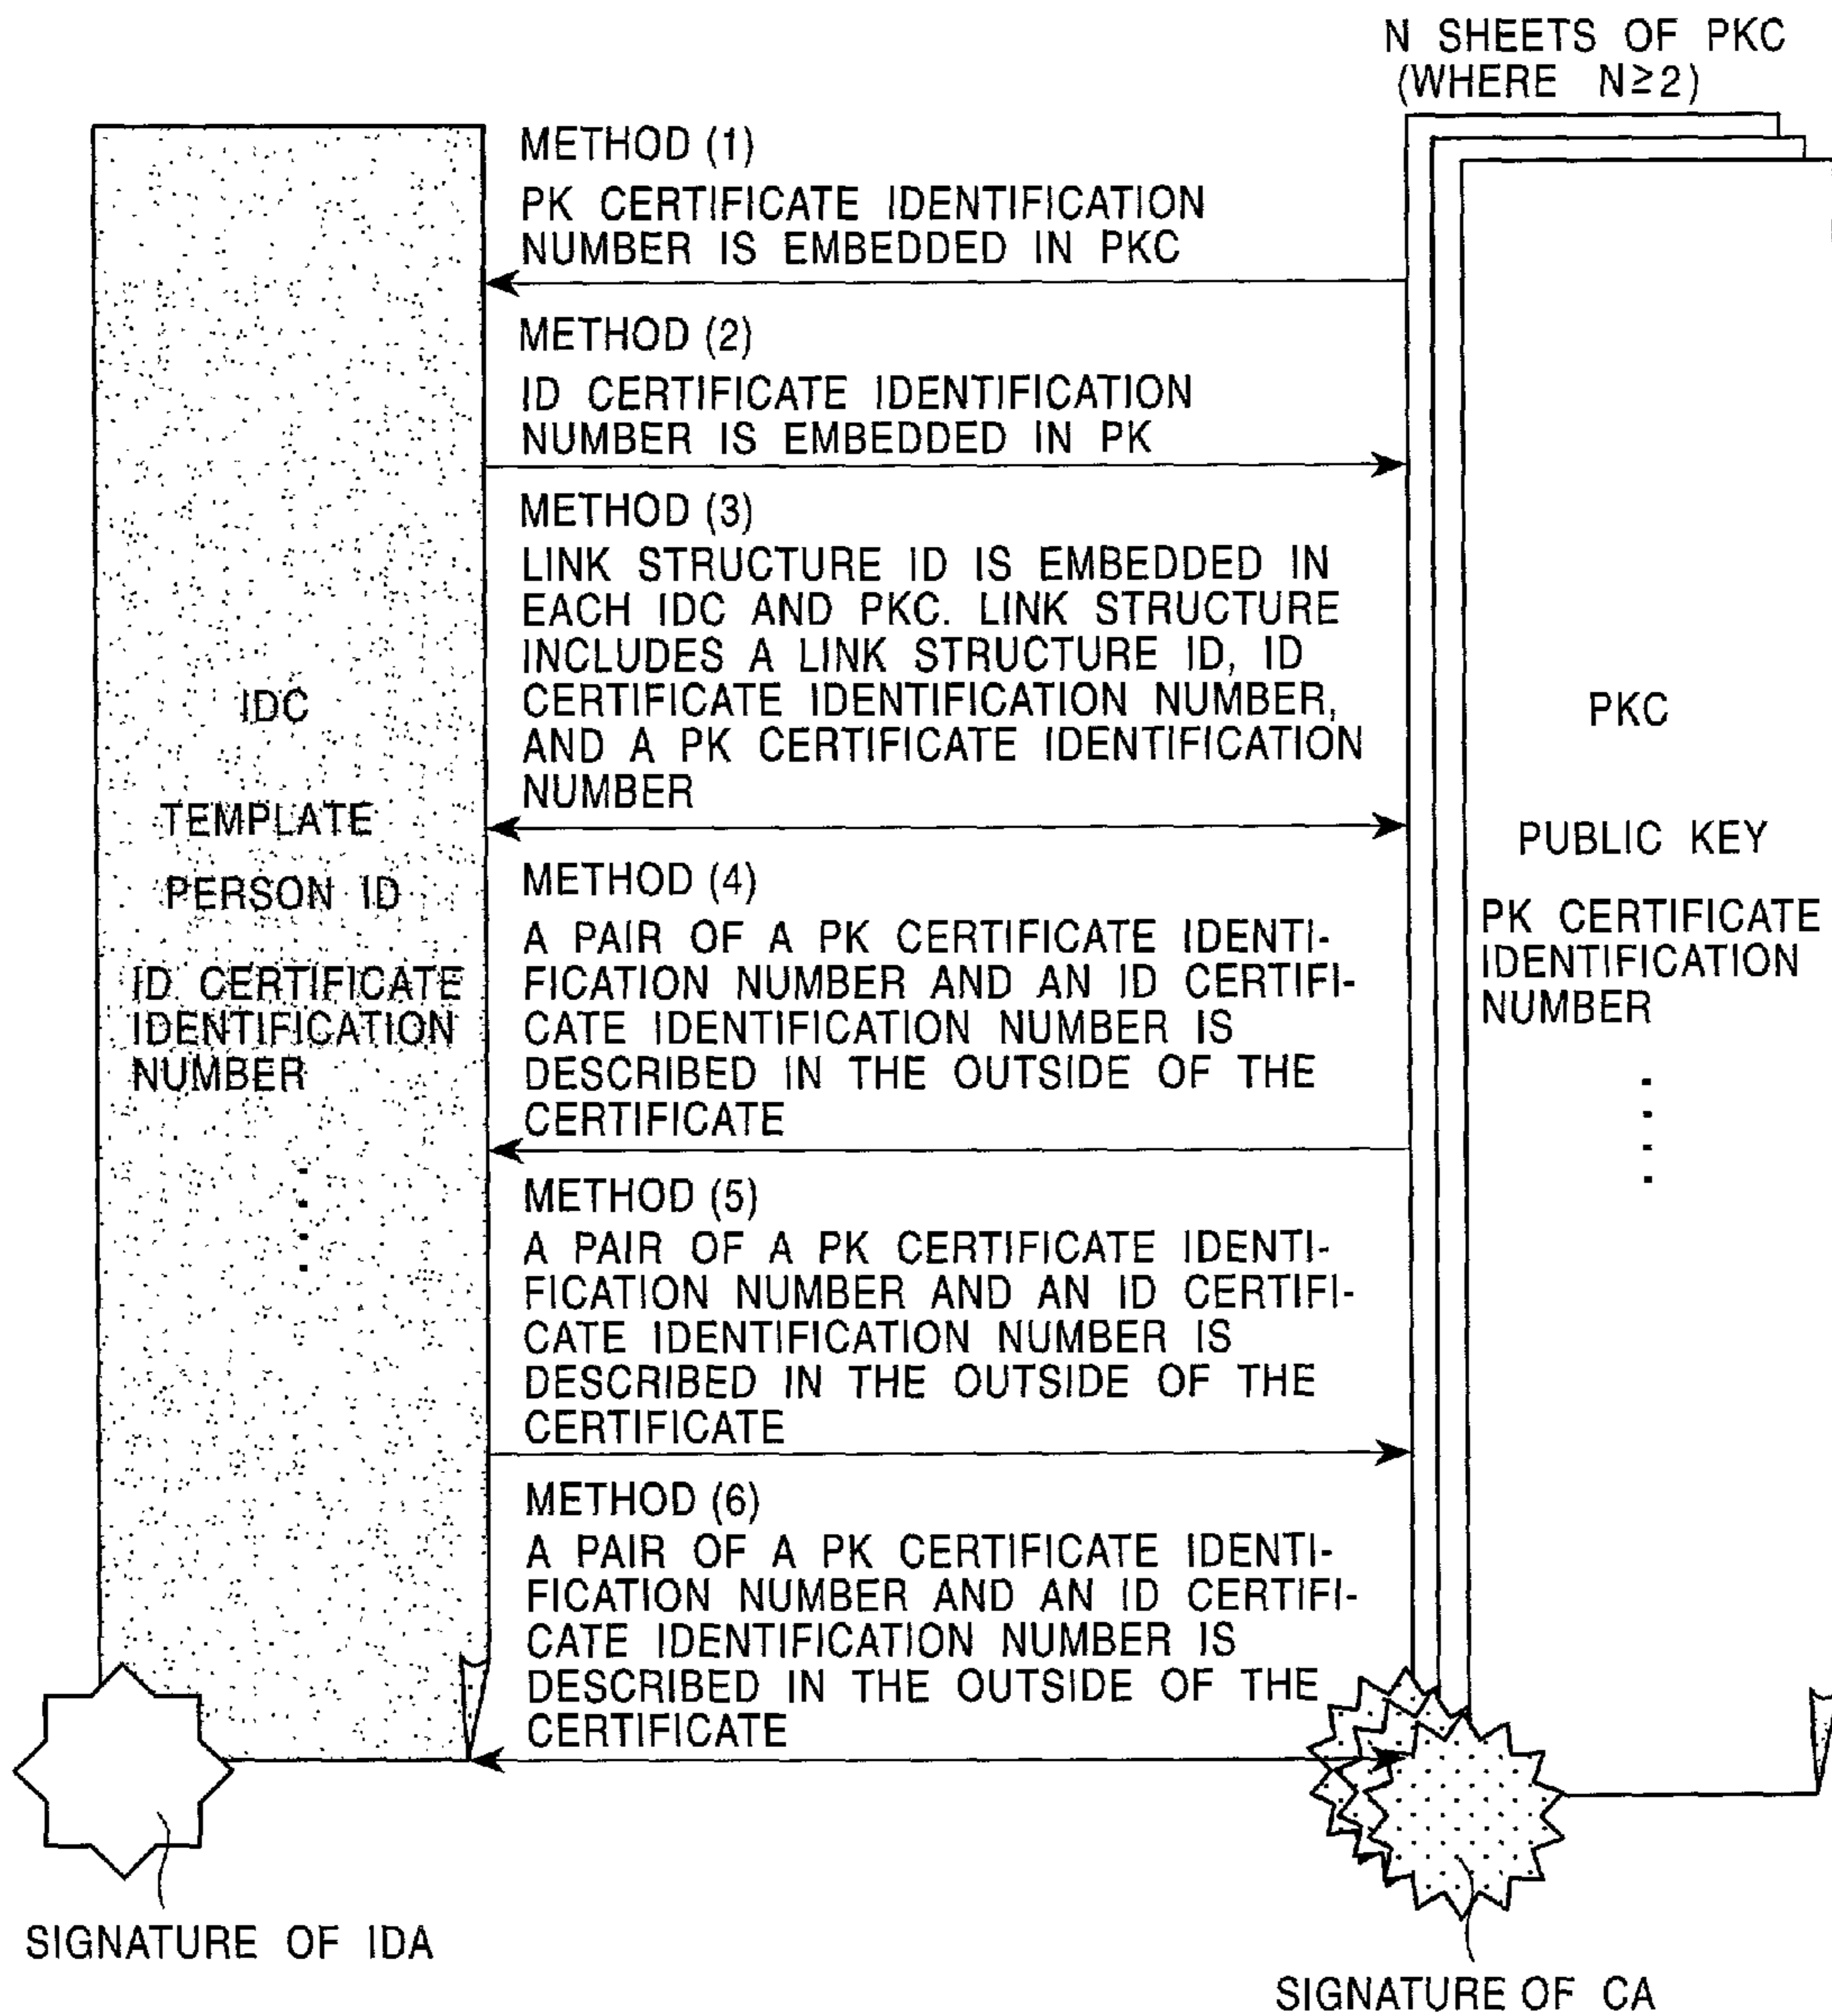 N SHEETS OF PKC
(WHERE N≥2)
METHOD (1)
PK CERTIFICATE IDENTIFICATION
NUMBER IS EMBEDDED IN PKC
METHOD (2)
ID CERTIFICATE IDENTIFICATION
NUMBER IS EMBEDDED IN PK
METHOD (3)
LINK STRUCTURE ID IS EMBEDDED IN
EACH IDC AND PKC. LINK STRUCTURE
INCLUDES A LINK STRUCTURE ID, ID
CERTIFICATE IDENTIFICATION NUMBER,
AND A PK CERTIFICATE IDENTIFICATION
NUMBER
METHOD (4)
A PAIR OF A PK CERTIFICATE IDENTI-
FICATION NUMBER AND AN ID CERTIFI-
CATE IDENTIFICATION NUMBER IS
DESCRIBED IN THE OUTSIDE OF THE
CERTIFICATE
METHOD (5)
A PAIR OF A PK CERTIFICATE IDENTI-
FICATION NUMBER AND AN ID CERTIFI-
CATE IDENTIFICATION NUMBER IS
DESCRIBED IN THE OUTSIDE OF THE
CERTIFICATE
METHOD (6)
A PAIR OF A PK CERTIFICATE IDENTI-
FICATION NUMBER AND AN ID CERTIFI-
CATE IDENTIFICATION NUMBER IS
DESCRIBED IN THE OUTSIDE OF THE
CERTIFICATE
IDC
TEMPLATE
PERSON ID
ID CERTIFICATE
IDENTIFICATION
NUMBER
PKC
PUBLIC KEY
PK CERTIFICATE
IDENTIFICATION
NUMBER
SIGNATURE OF IDA
SIGNATURE OF CA